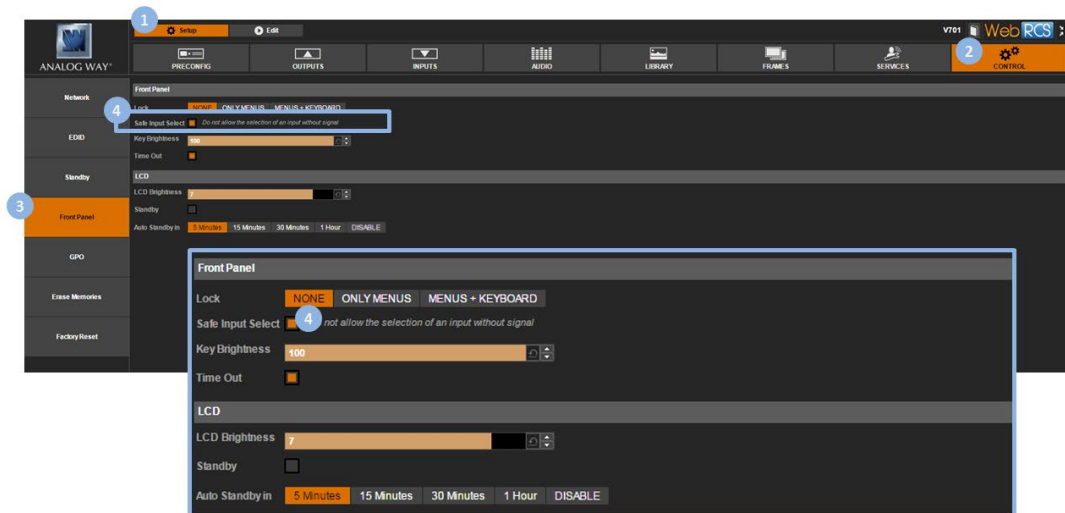 1
Setup
Edit
V701
Web RCS
ANALOG WAY®
PRECONFIG
OUTPUTS
INPUTS
AUDIO
LIBRARY
FRAMES
SERVICES
2
CONTROL
Network
EDID
Standby
3
Front Panel
GPO
Erase Memories
Factory Reset
Front Panel
Lock NONE ONLY MENUS MENUS + KEYBOARD
4
Safe Input Select Do not allow the selection of an input without signal
Key Brightness 100
Time Out
LCD
LCD Brightness 7
Standby
Auto Standby in 5 Minutes 15 Minutes 30 Minutes 1 Hour DISABLE
Front Panel
Lock NONE ONLY MENUS MENUS + KEYBOARD
Safe Input Select 4 not allow the selection of an input without signal
Key Brightness 100
Time Out
LCD
LCD Brightness 7
Standby
Auto Standby in 5 Minutes 15 Minutes 30 Minutes 1 Hour DISABLE